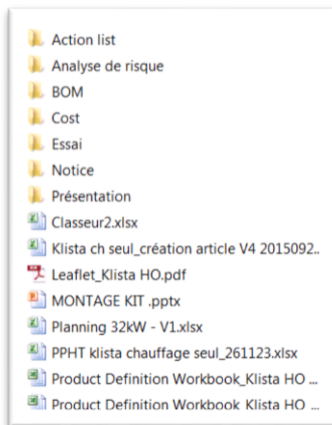 Action list
Analyse de risque
BOM
Cost
Essai
Notice
Présentation
Classeur2.xlsx
Klista ch seul_création article V4 2015092..
Leaflet_Klista HO.pdf
MONTAGE KIT .pptx
Planning 32kW - V1.xlsx
PPHT klista chauffage seul_261123.xlsx
Product Definition Workbook_Klista HO ...
Product Definition Workbook Klista HO ...